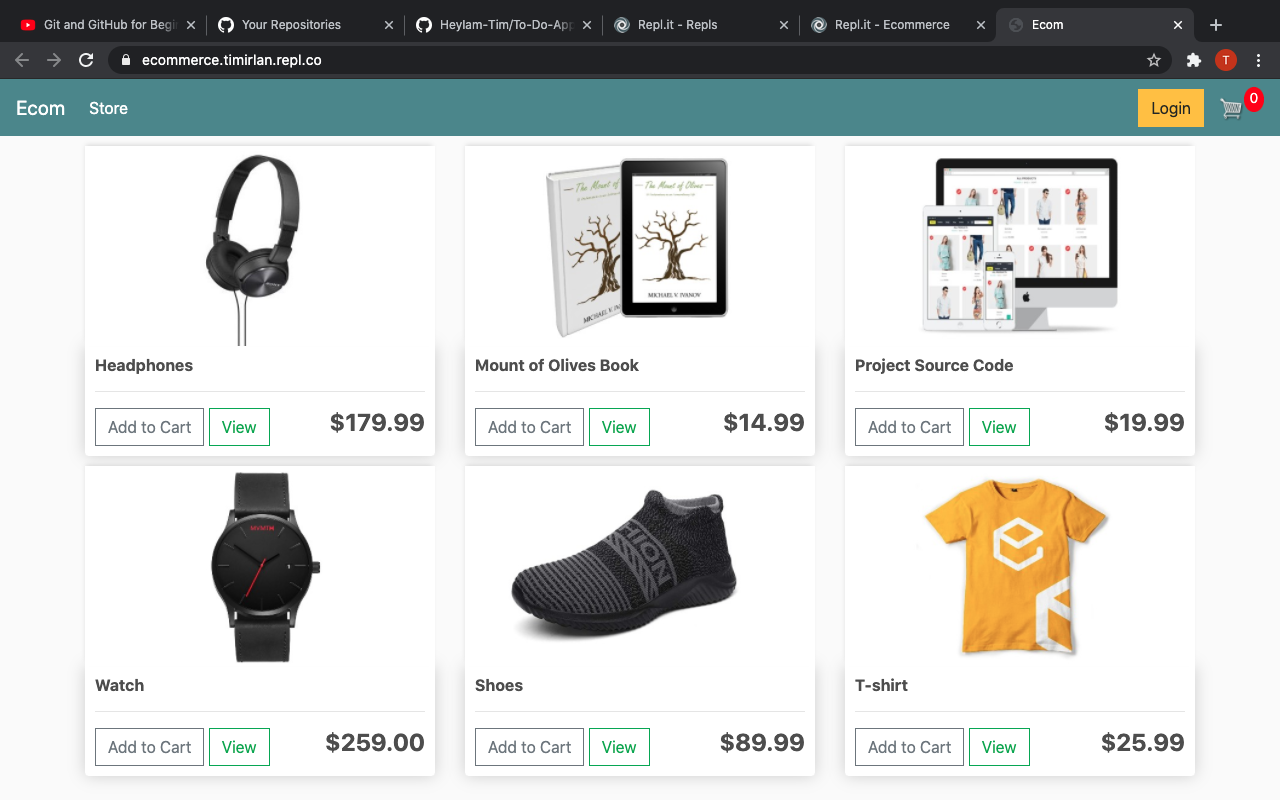 Git and GitHub for Begi
Your Repositories
Heylam-Tim/To-Do-App
Repl.it - Repls
Repl.it - Ecommerce
Ecom
ecommerce.timirlan.repl.co
T
Ecom
Store
Login
0
The Mount of Olives
MICHAEL V. IVANOV
The Mount of Olives
MICHAEL V. IVANOV
ALL PRODUCTS
Headphones
Add to Cart
View
$179.99
Mount of Olives Book
Add to Cart
View
$14.99
Project Source Code
Add to Cart
View
$19.99
MVMT
HION
Watch
Add to Cart
View
$259.00
Shoes
Add to Cart
View
$89.99
T-shirt
Add to Cart
View
$25.99